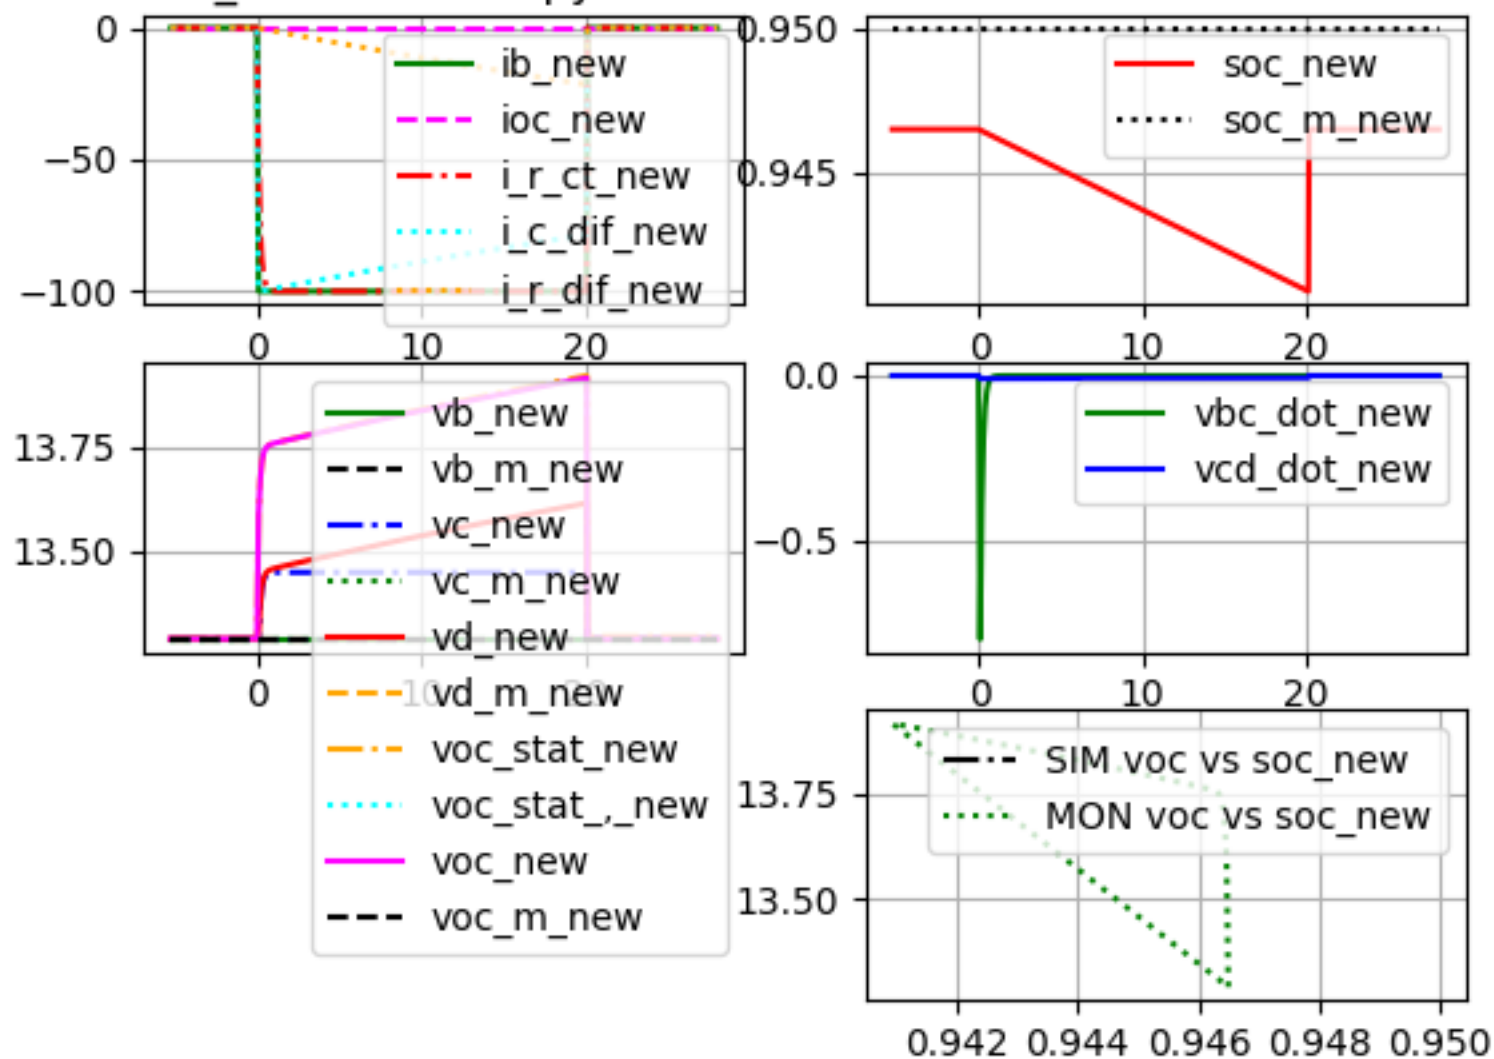 0
−50
−100
0
10
20
ib_new
ioc_new
i_r_ct_new
i_c_dif_new
i_r_dif_new
0.950
0.945
0
10
20
soc_new
soc_m_new
13.75
13.50
0
10
20
vb_new
vb_m_new
vc_new
vc_m_new
vd_new
vd_m_new
voc_stat_new
voc_stat_,_new
voc_new
voc_m_new
0.0
−0.5
0
10
20
vbc_dot_new
vcd_dot_new
13.75
13.50
SIM voc vs soc_new
MON voc vs soc_new
0.942
0.944
0.946
0.948
0.950